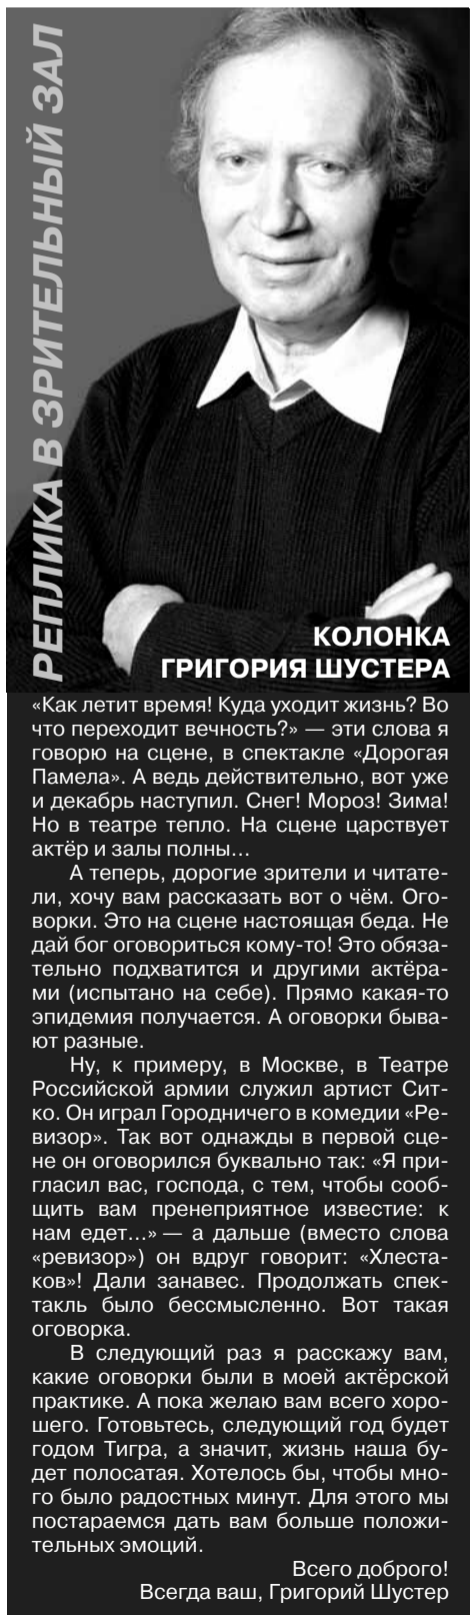 РЕПЛИКА В ЗРИТЕЛЬНЫЙ ЗАЛ
КОЛОНКА
ГРИГОРИЯ ШУСТЕРА
«Как летит время! Куда уходит жизнь? Во
что переходит вечность?» — эти слова я
говорю на сцене, в спектакле «Дорогая
Памела». А ведь действительно, вот уже
и декабрь наступил. Снег! Мороз! Зима!
Но в театре тепло. На сцене царствует
актёр и залы полны...
А теперь, дорогие зрители и читате-
ли, хочу вам рассказать вот о чём. Ого-
ворки. Это на сцене настоящая беда. Не
дай бог оговориться кому-то! Это обяза-
тельно подхватится и другими актёра-
ми (испытано на себе). Прямо какая-то
эпидемия получается. А оговорки быва-
ют разные.
Ну, к примеру, в Москве, в Театре
Российской армии служил артист Сит-
ко. Он играл Городничего в комедии «Ре-
визор». Так вот однажды в первой сце-
не он оговорился буквально так: «Я при-
гласил вас, господа, с тем, чтобы сооб-
щить вам пренеприятное известие: к
нам едет...» — а дальше (вместо слова
«ревизор») он вдруг говорит: «Хлеста-
ков»! Дали занавес. Продолжать спек-
такль было бессмысленно. Вот такая
оговорка.
В следующий раз я расскажу вам,
какие оговорки были в моей актёрской
практике. А пока желаю вам всего хоро-
шего. Готовьтесь, следующий год будет
годом Тигра, а значит, жизнь наша бу-
дет полосатая. Хотелось бы, чтобы мно-
го было радостных минут. Для этого мы
постараемся дать вам больше положи-
тельных эмоций.
Всего доброго!
Всегда ваш, Григорий Шустер